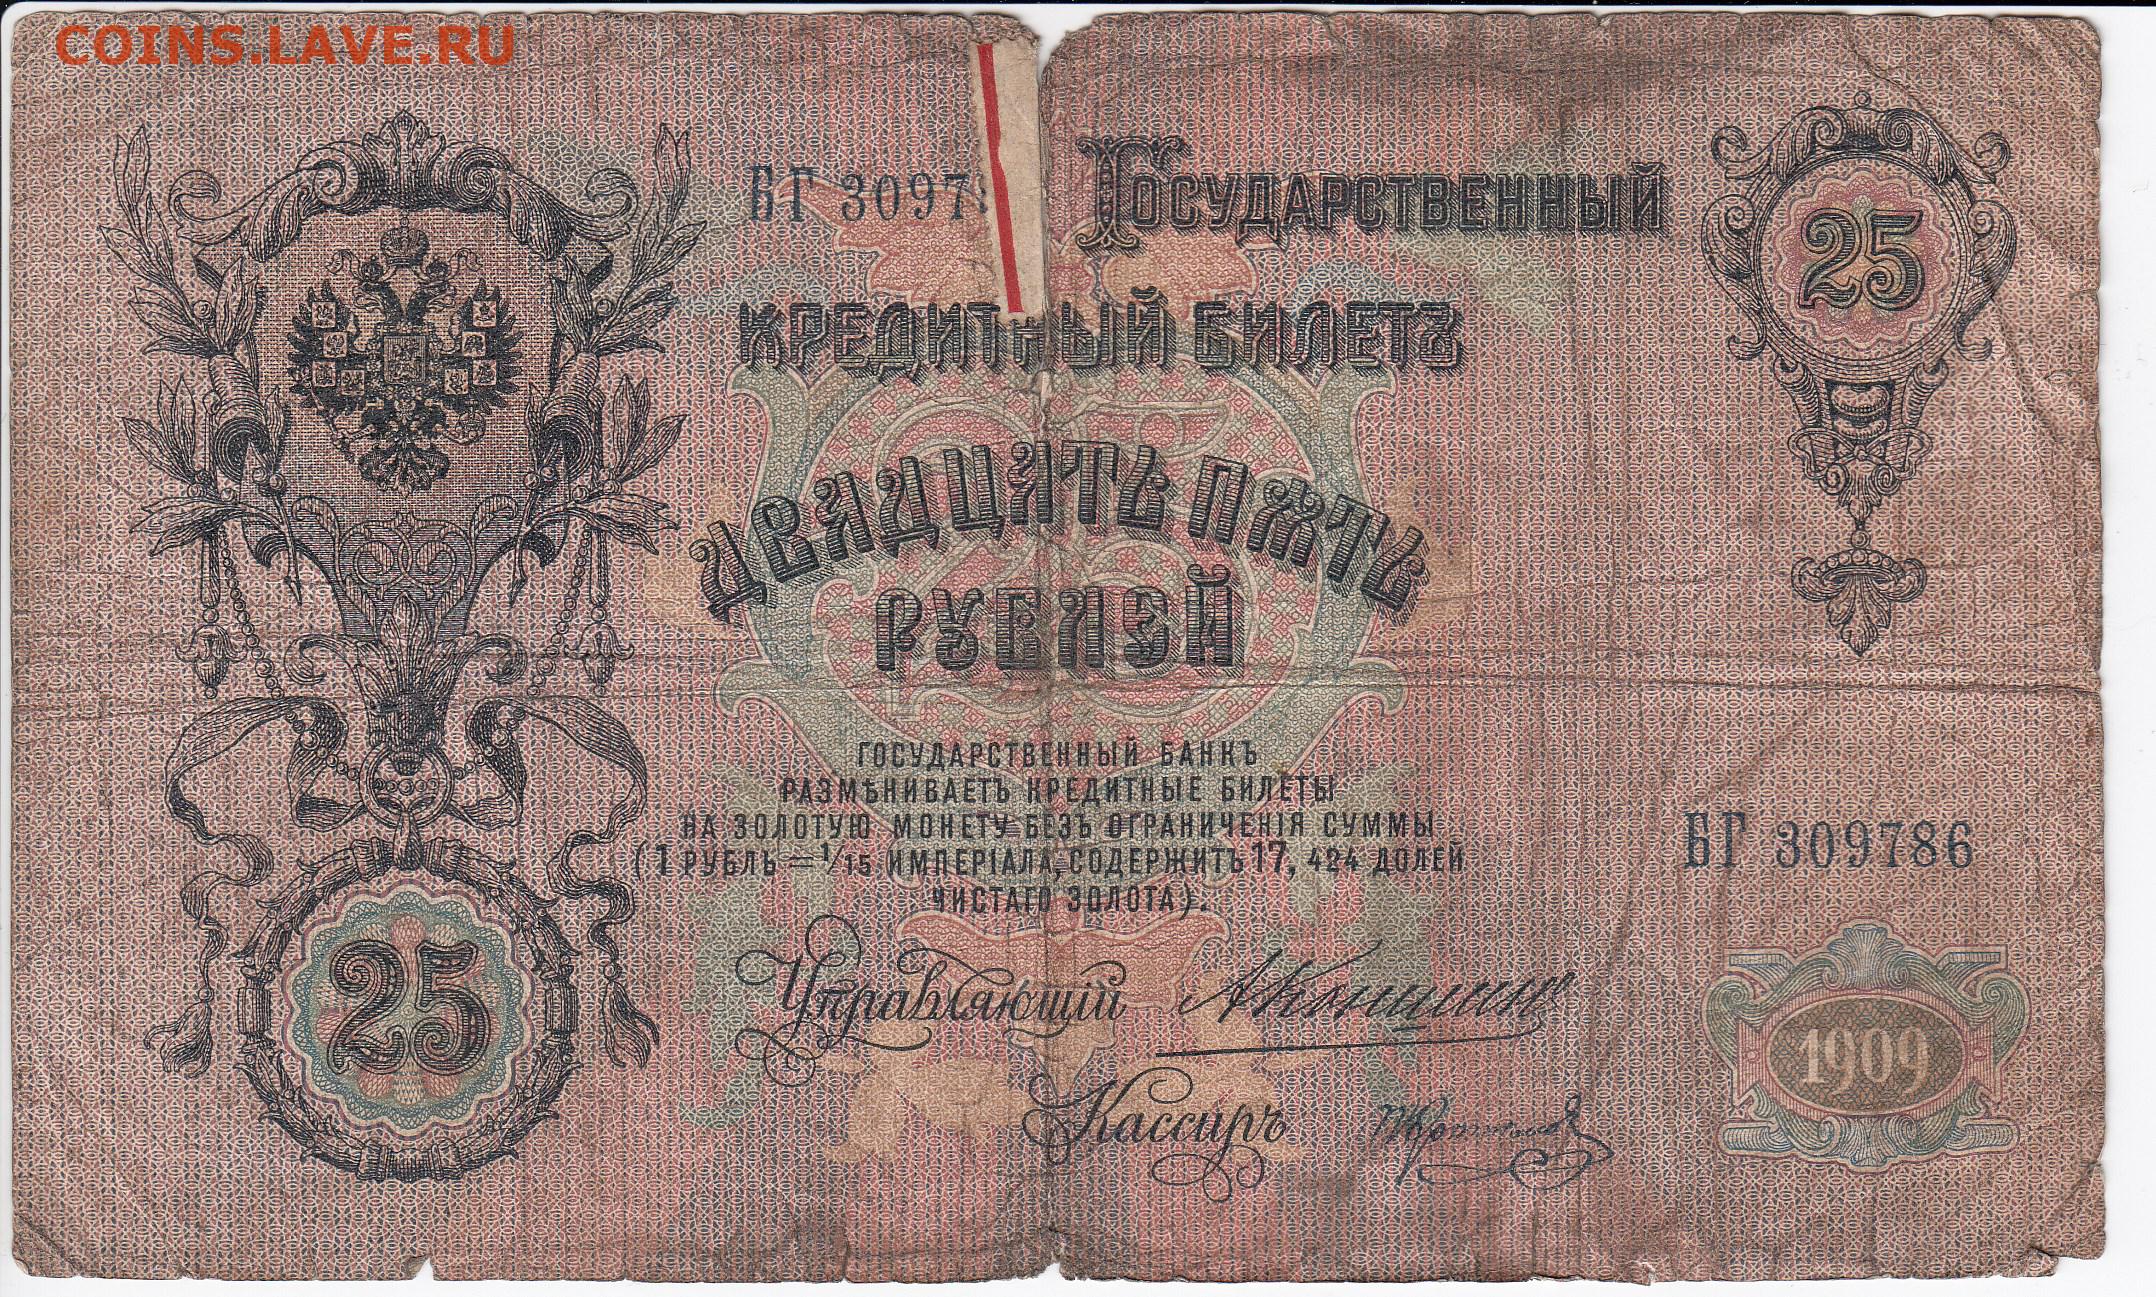 COINS.LAVE.RU
БГ 3097
Государственный
25
Кредитный Билетъ
Двадцать Пять
Рублей
ГОСУДАРСТВЕННЫЙ БАНКЪ
РАЗМѢНИВАЕТЪ КРЕДИТНЫЕ БИЛЕТЫ
НА ЗОЛОТУЮ МОНЕТУ БЕЗЪ ОГРАНИЧЕНІЯ СУММЫ
(1 РУБЛЬ = 1/15 ИМПЕРІАЛА, СОДЕРЖИТЪ 17, 424 ДОЛЕЙ
ЧИСТАГО ЗОЛОТА).
БГ 309786
25
Управляющій
Кассиръ
1909